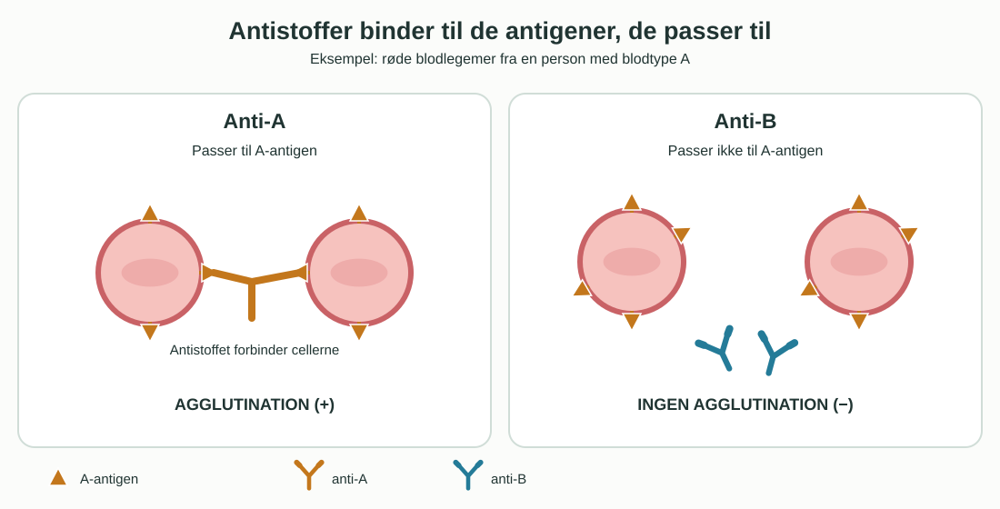 Antistoffer binder til de antigener, de passer til
Eksempel: røde blodlegemer fra en person med blodtype A
Anti-A
Passer til A-antigen
Antistoffet forbinder cellerne
AGGLUTINATION (+)
Anti-B
Passer ikke til A-antigen
INGEN AGGLUTINATION (−)
A-antigen
anti-A
anti-B